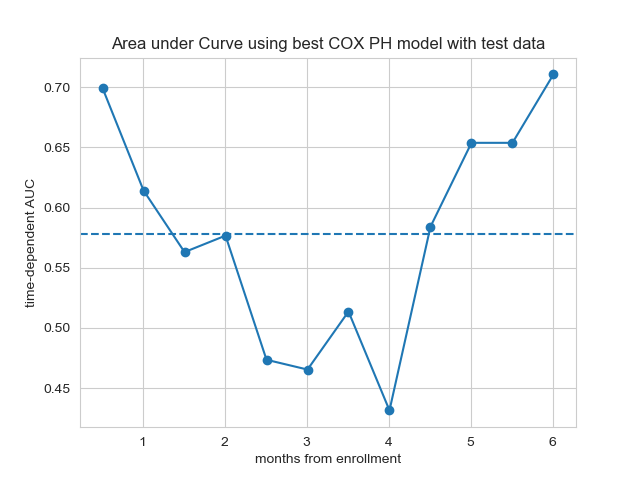 Area under Curve using best COX PH model with test data
time-dependent AUC
0.70
0.65
0.60
0.55
0.50
0.45
1 2 3 4 5 6
months from enrollment